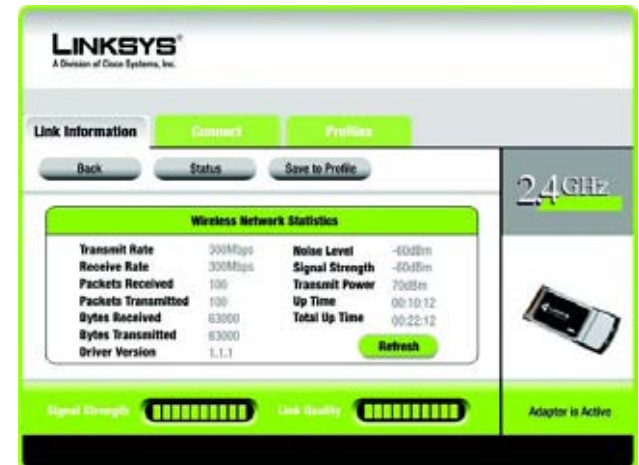 LINKSYS®
A Division of Cisco Systems, Inc.
Link Information Connect Profiles
Back Status Save to Profile
2.4GHz
Wireless Network Statistics
Transmit Rate 300Mbps
Receive Rate 300Mbps
Packets Received 100
Packets Transmitted 100
Bytes Received 63000
Bytes Transmitted 63000
Driver Version 1.1.1
Noise Level -60dBm
Signal Strength -60dBm
Transmit Power 70dBm
Up Time 00:10:12
Total Up Time 00:22:12
Refresh
Signal Strength Link Quality
Adapter is Active